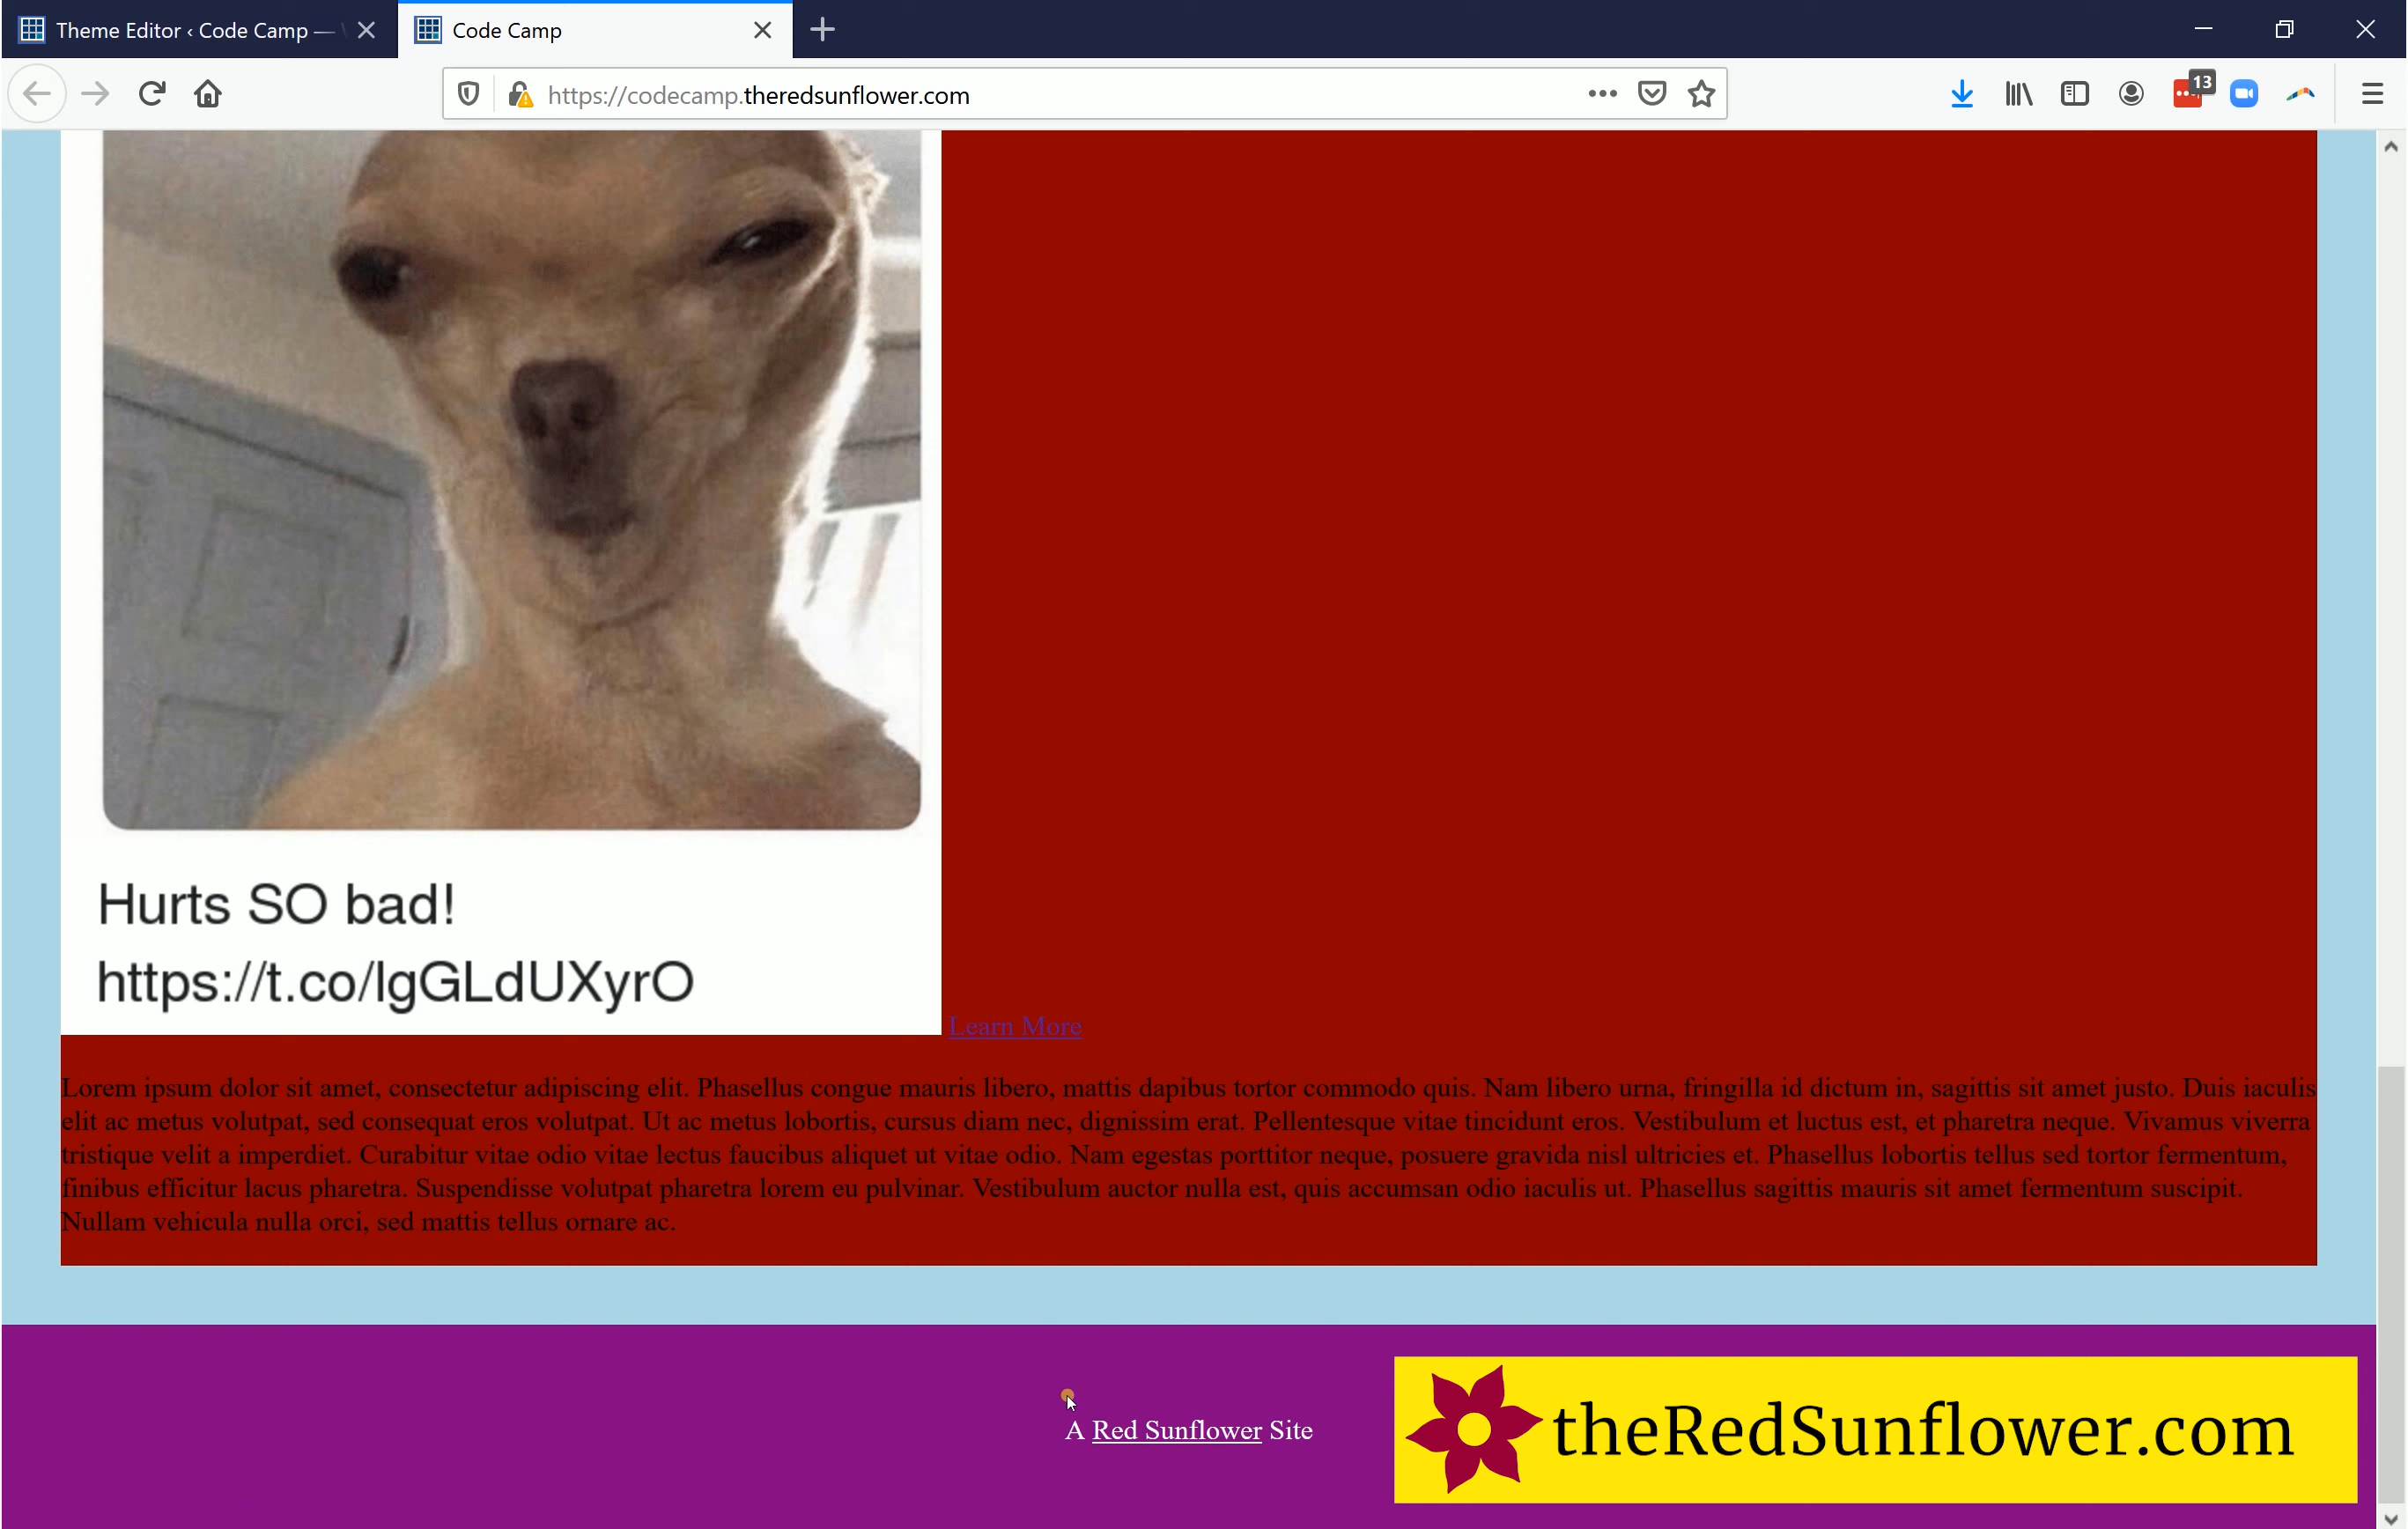 Theme Editor ‹ Code Camp —
Code Camp
https://codecamp.theredsunflower.com
13
Hurts SO bad!
https://t.co/lgGLdUXyrO
Learn More
Lorem ipsum dolor sit amet, consectetur adipiscing elit. Phasellus congue mauris libero, mattis dapibus tortor commodo quis. Nam libero urna, fringilla id dictum in, sagittis sit amet justo. Duis iaculis
elit ac metus volutpat, sed consequat eros volutpat. Ut ac metus lobortis, cursus diam nec, dignissim erat. Pellentesque vitae tincidunt eros. Vestibulum et luctus est, et pharetra neque. Vivamus viverra
tristique velit a imperdiet. Curabitur vitae odio vitae lectus faucibus aliquet ut vitae odio. Nam egestas porttitor neque, posuere gravida nisl ultricies et. Phasellus lobortis tellus sed tortor fermentum,
finibus efficitur lacus pharetra. Suspendisse volutpat pharetra lorem eu pulvinar. Vestibulum auctor nulla est, quis accumsan odio iaculis ut. Phasellus sagittis mauris sit amet fermentum suscipit.
Nullam vehicula nulla orci, sed mattis tellus ornare ac.
A Red Sunflower Site
theRedSunflower.com